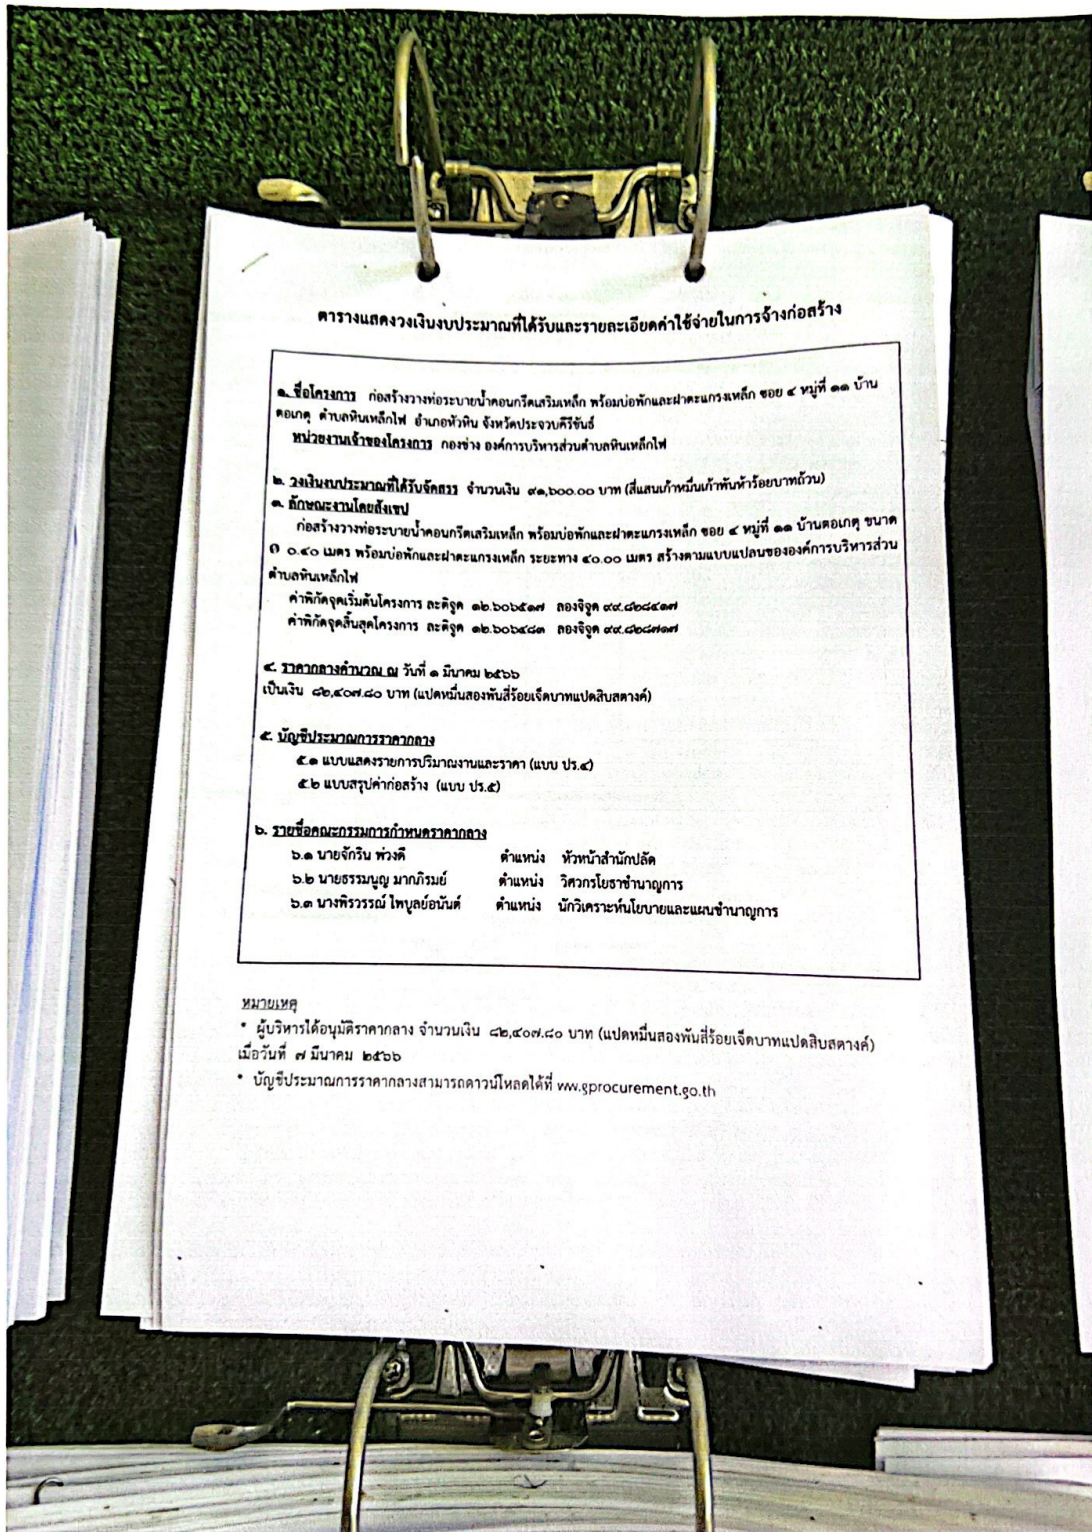 ตารางแสดงวงเงินงบประมาณที่ได้รับและรายละเอียดค่าใช้จ่ายในการจ้างก่อสร้าง
๑. ชื่อโครงการ ก่อสร้างวางท่อระบายน้ำคอนกรีตเสริมเหล็ก พร้อมบ่อพักและฝาตะแกรงเหล็ก ซอย ๔ หมู่ที่ ๑๑ บ้าน
ตอเกตุ ตำบลหินเหล็กไฟ อำเภอหัวหิน จังหวัดประจวบคีรีขันธ์
หน่วยงานเจ้าของโครงการ กองช่าง องค์การบริหารส่วนตำบลหินเหล็กไฟ
๒. วงเงินงบประมาณที่ได้รับจัดสรร จำนวนเงิน ๙๑,๖๐๐.๐๐ บาท (สี่แสนเก้าหมื่นเก้าพันห้าร้อยบาทถ้วน)
๓. ลักษณะงานโดยสังเขป
ก่อสร้างวางท่อระบายน้ำคอนกรีตเสริมเหล็ก พร้อมบ่อพักและฝาตะแกรงเหล็ก ซอย ๔ หมู่ที่ ๑๑ บ้านตอเกตุ ขนาด
๐.๔๐ เมตร พร้อมบ่อพักและฝาตะแกรงเหล็ก ระยะทาง ๔๐.๐๐ เมตร สร้างตามแบบแปลนขององค์การบริหารส่วน
ตำบลหินเหล็กไฟ
ค่าพิกัดจุดเริ่มต้นโครงการ ละติจูด ๑๒.๖๐๖๕๑๗ ลองจิจูด ๙๙.๘๒๘๔๑๗
ค่าพิกัดจุดสิ้นสุดโครงการ ละติจูด ๑๒.๖๐๖๔๘๓ ลองจิจูด ๙๙.๘๒๘๗๑๗
๔. ราคากลางคำนวณ ณ วันที่ ๑ มีนาคม ๒๕๖๖
เป็นเงิน ๘๒,๔๐๗.๘๐ บาท (แปดหมื่นสองพันสี่ร้อยเจ็ดบาทแปดสิบสตางค์)
๕. บัญชีประมาณการราคากลาง
๕.๑ แบบแสดงรายการปริมาณงานและราคา (แบบ ปร.๔)
๕.๒ แบบสรุปค่าก่อสร้าง (แบบ ปร.๕)
๖. รายชื่อคณะกรรมการกำหนดราคากลาง
๖.๑ นายจักริน พ่วงดี ตำแหน่ง หัวหน้าสำนักปลัด
๖.๒ นายธรรมนูญ มากภิรมย์ ตำแหน่ง วิศวกรโยธาชำนาญการ
๖.๓ นางพิรวรรณ์ ไพบูลย์อนันต์ ตำแหน่ง นักวิเคราะห์นโยบายและแผนชำนาญการ
หมายเหตุ
* ผู้บริหารได้อนุมัติราคากลาง จำนวนเงิน ๘๒,๔๐๗.๘๐ บาท (แปดหมื่นสองพันสี่ร้อยเจ็ดบาทแปดสิบสตางค์)
เมื่อวันที่ ๗ มีนาคม ๒๕๖๖
* บัญชีประมาณการราคากลางสามารถดาวน์โหลดได้ที่ www.gprocurement.go.th